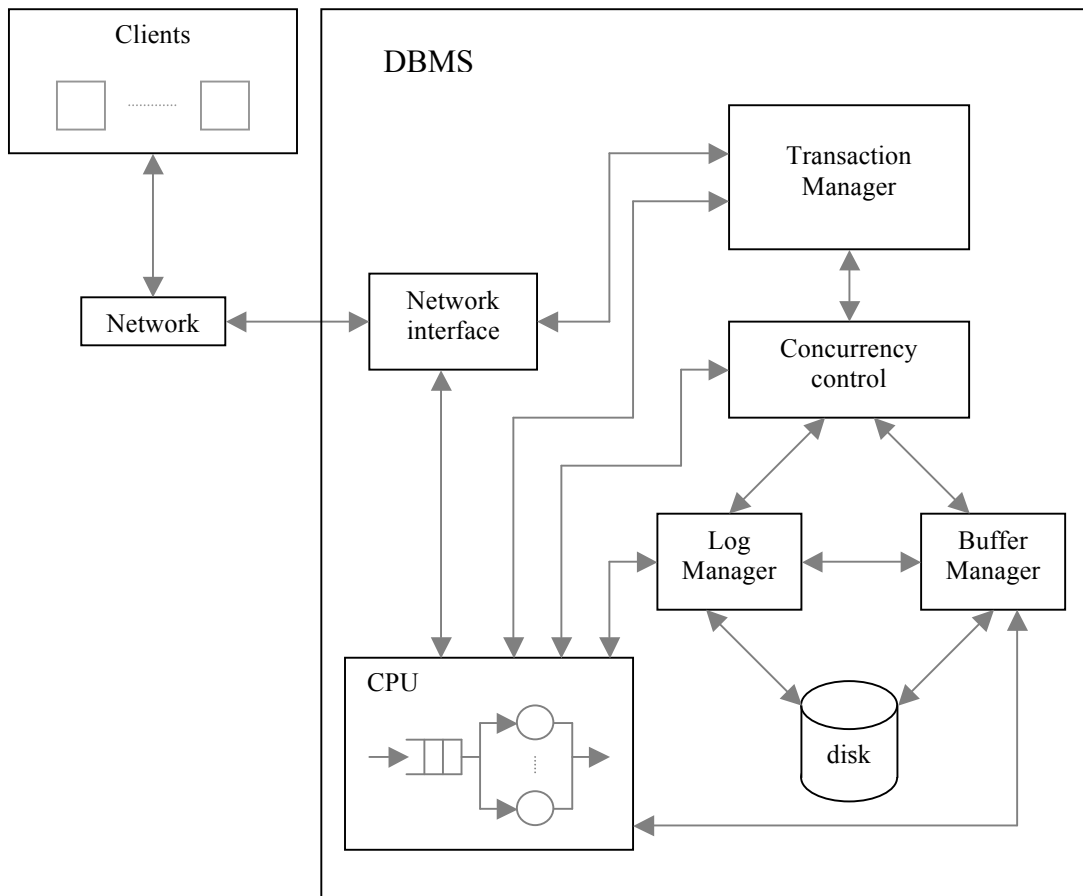 Clients
DBMS
Transaction
Manager
Network
interface
Network
Concurrency
control
Log
Manager
Buffer
Manager
CPU
disk